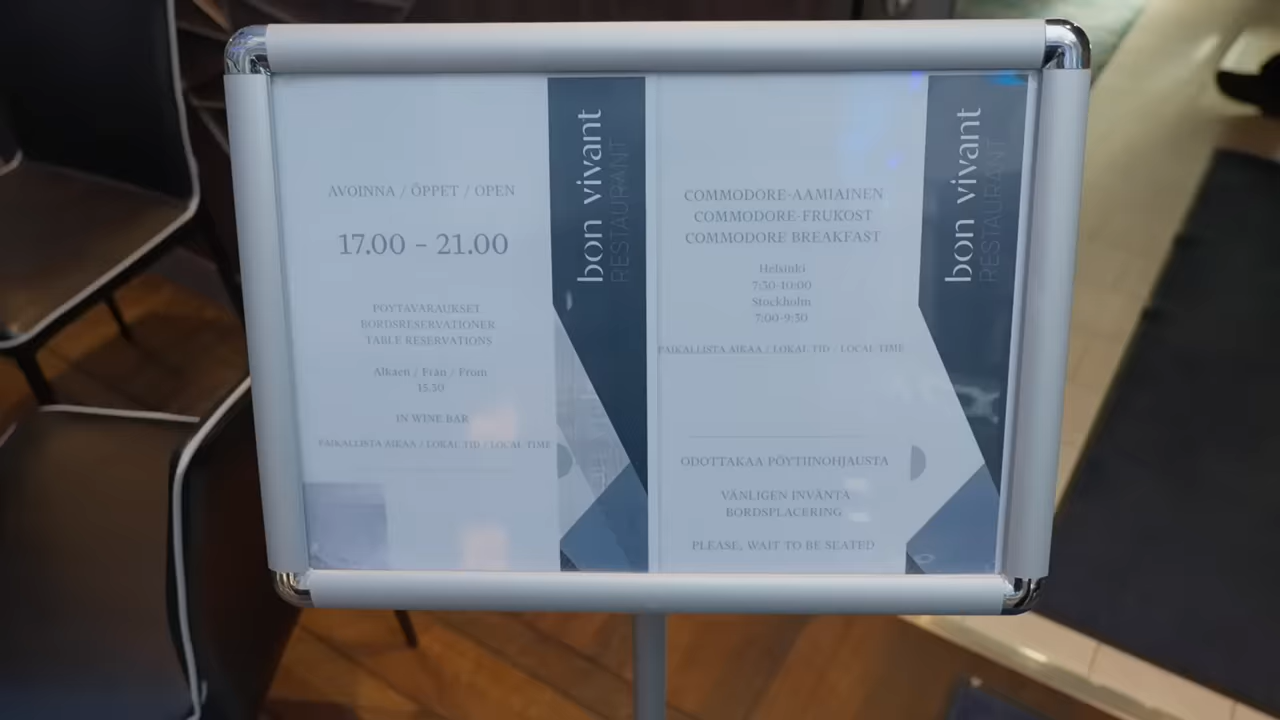 AVOINNA / ÖPPET / OPEN
17.00 - 21.00
PÖYTÄVARAUKSET
BORDSRESERVATIONER
TABLE RESERVATIONS
Alkaen / Från / From
15.30
IN WINE BAR
PAIKALLISTA AIKAA / LOKAL TID / LOCAL TIME
bon vivant
RESTAURANT
COMMODORE-AAMIAINEN
COMMODORE-FRUKOST
COMMODORE BREAKFAST
Helsinki
7:30-10:00
Stockholm
7:00-9:30
PAIKALLISTA AIKAA / LOKAL TID / LOCAL TIME
ODOTTAKAA PÖYTIINOHJAUSTA
VÄNLIGEN INVÄNTA
BORDSPLACERING
PLEASE, WAIT TO BE SEATED
bon vivant
RESTAURANT